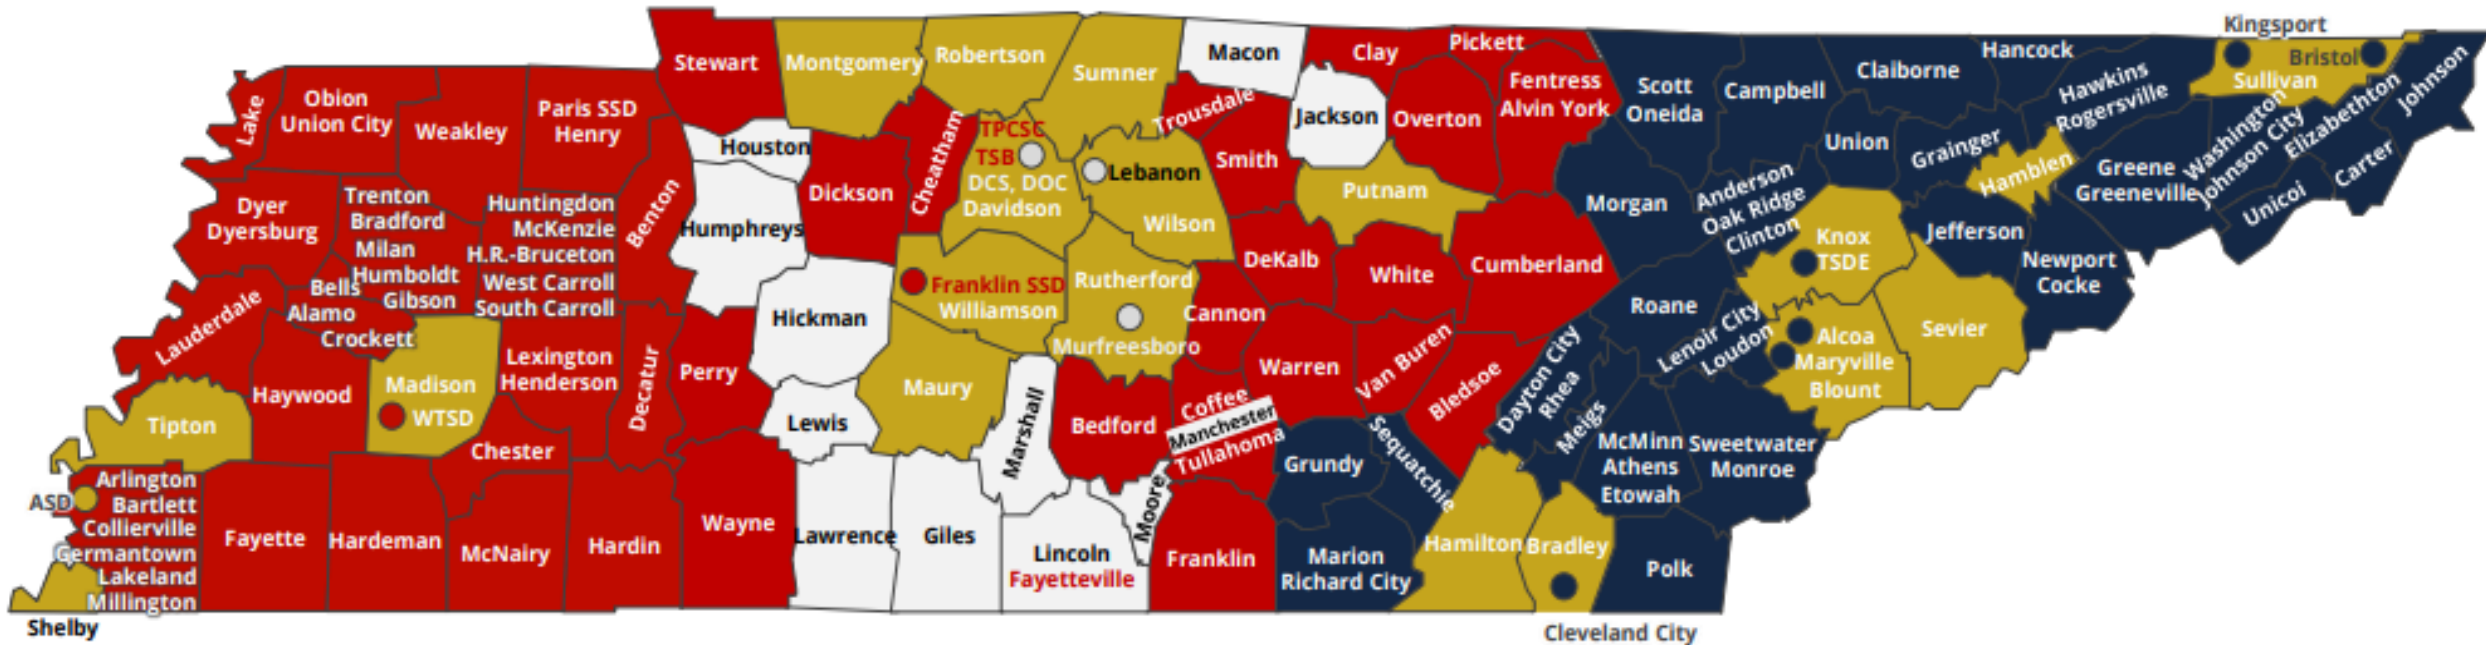 Kingsport
Bristol
Sullivan
Johnson
Hancock
Claiborne
Hawkins
Rogersville
Campbell
Scott
Oneida
Union
Grainger
Hamblen
Greene
Greeneville
Washington
Johnson City
Elizabethton
Carter
Unicoi
Pickett
Clay
Macon
Sumner
Robertson
Montgomery
Stewart
Fentress
Alvin York
Overton
Jackson
Trousdale
Smith
Putnam
Cheatham
TPCSC
TSB
DCS, DOC
Davidson
Lebanon
Wilson
Houston
Dickson
Humphreys
Benton
Paris SSD
Henry
Weakley
Obion
Union City
Lake
Dyer
Dyersburg
Trenton
Bradford
Milan
Humboldt
Gibson
Huntingdon
McKenzie
H.R.-Bruceton
West Carroll
South Carroll
Bells
Alamo
Crockett
Lauderdale
Haywood
Madison
WTSD
Lexington
Henderson
Decatur
Perry
Hickman
Franklin SSD
Williamson
Rutherford
Murfreesboro
Cannon
DeKalb
White
Cumberland
Morgan
Anderson
Oak Ridge
Clinton
Knox
TSDE
Jefferson
Newport
Cocke
Sevier
Roane
Lenoir City
Loudon
Alcoa
Maryville
Blount
Tipton
Chester
Lewis
Maury
Marshall
Bedford
Coffee
Manchester
Tullahoma
Warren
Van Buren
Bledsoe
Dayton City
Rhea
Meigs
McMinn
Athens
Etowah
Sweetwater
Monroe
Sequatchie
Grundy
ASD
Arlington
Bartlett
Collierville
Germantown
Lakeland
Millington
Shelby
Fayette
Hardeman
McNairy
Hardin
Wayne
Lawrence
Giles
Lincoln
Fayetteville
Moore
Franklin
Marion
Richard City
Hamilton
Bradley
Polk
Cleveland City